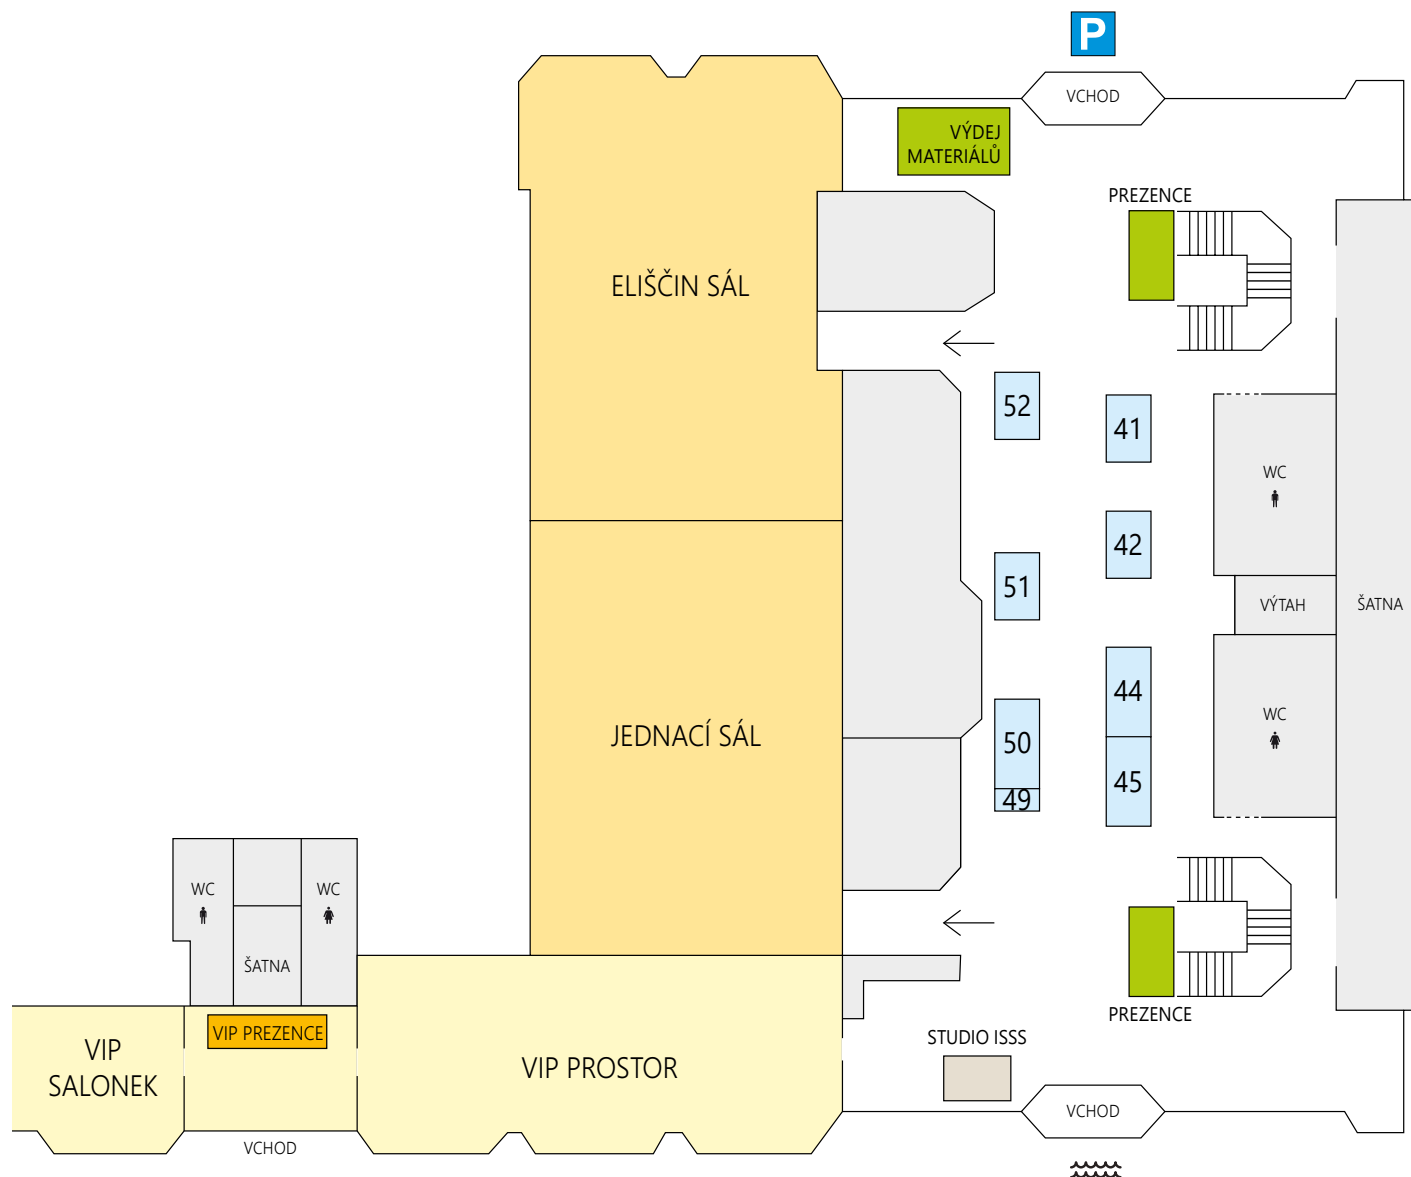 P
VCHOD
VÝDEJ
MATERIÁLŮ
PREZENCE
ELIŠČIN SÁL
52
41
WC
42
51
VÝTAH
ŠATNA
44
WC
JEDNACÍ SÁL
50
45
49
WC
WC
ŠATNA
PREZENCE
VIP PREZENCE
STUDIO ISSS
VIP
SALONEK
VIP PROSTOR
VCHOD
VCHOD